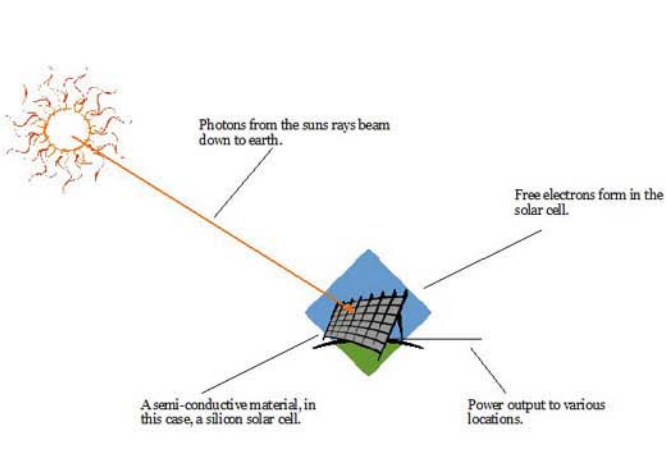 Photons from the suns rays beam
down to earth.
Free electrons form in the
solar cell.
A semi-conductive material, in
this case, a silicon solar cell.
Power output to various
locations.